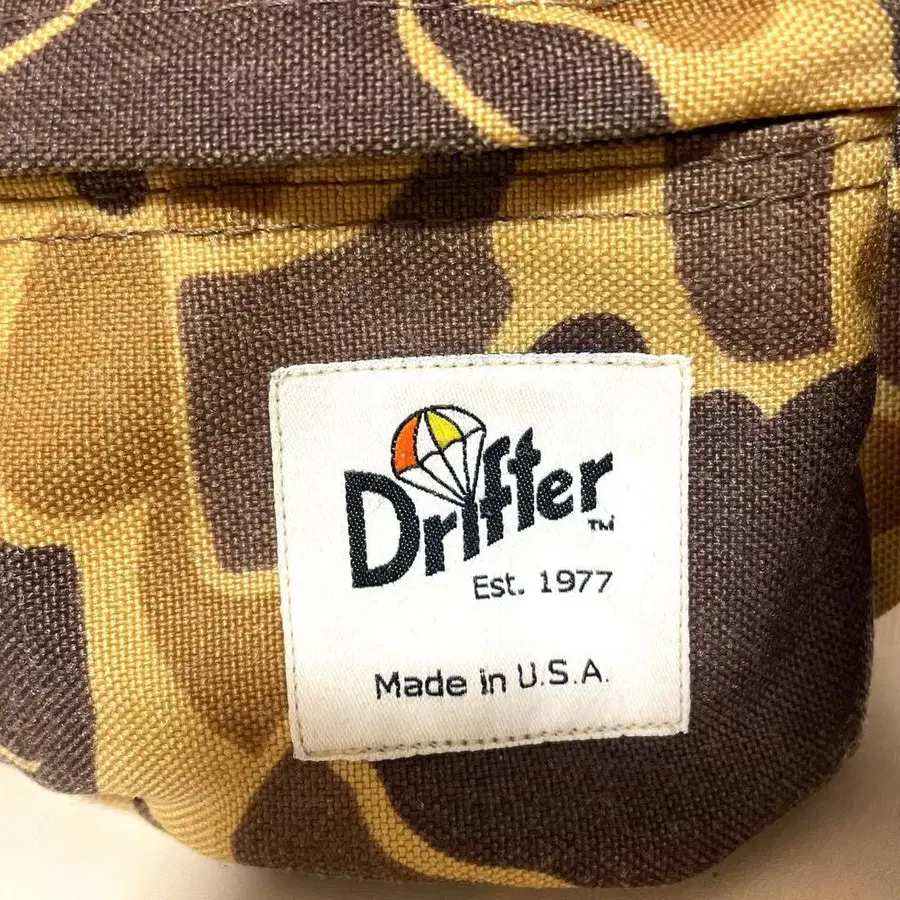 Drifter™
Est. 1977
Made in U.S.A.